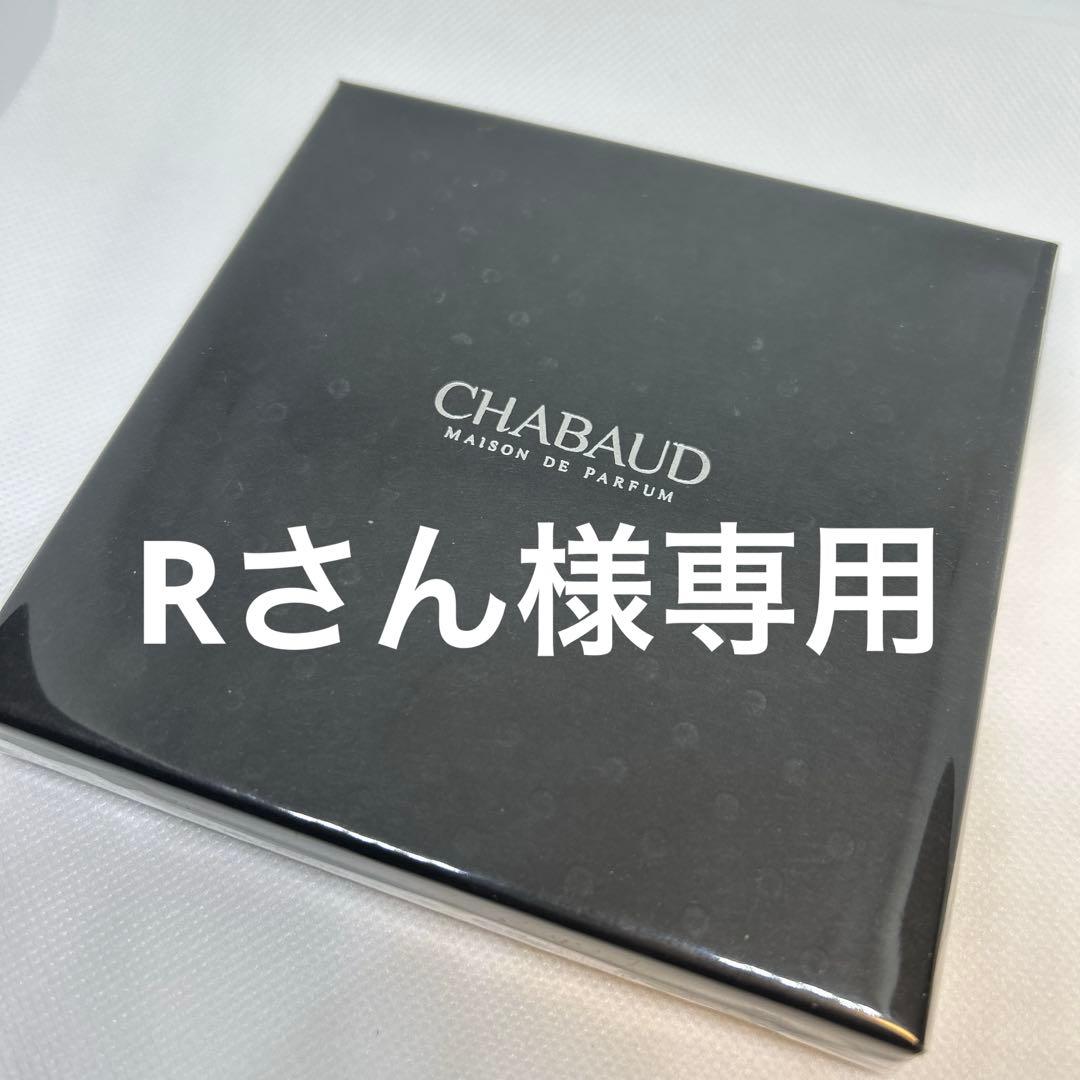 CHABAUD
MAISON DE PARFUM
Rさん様専用